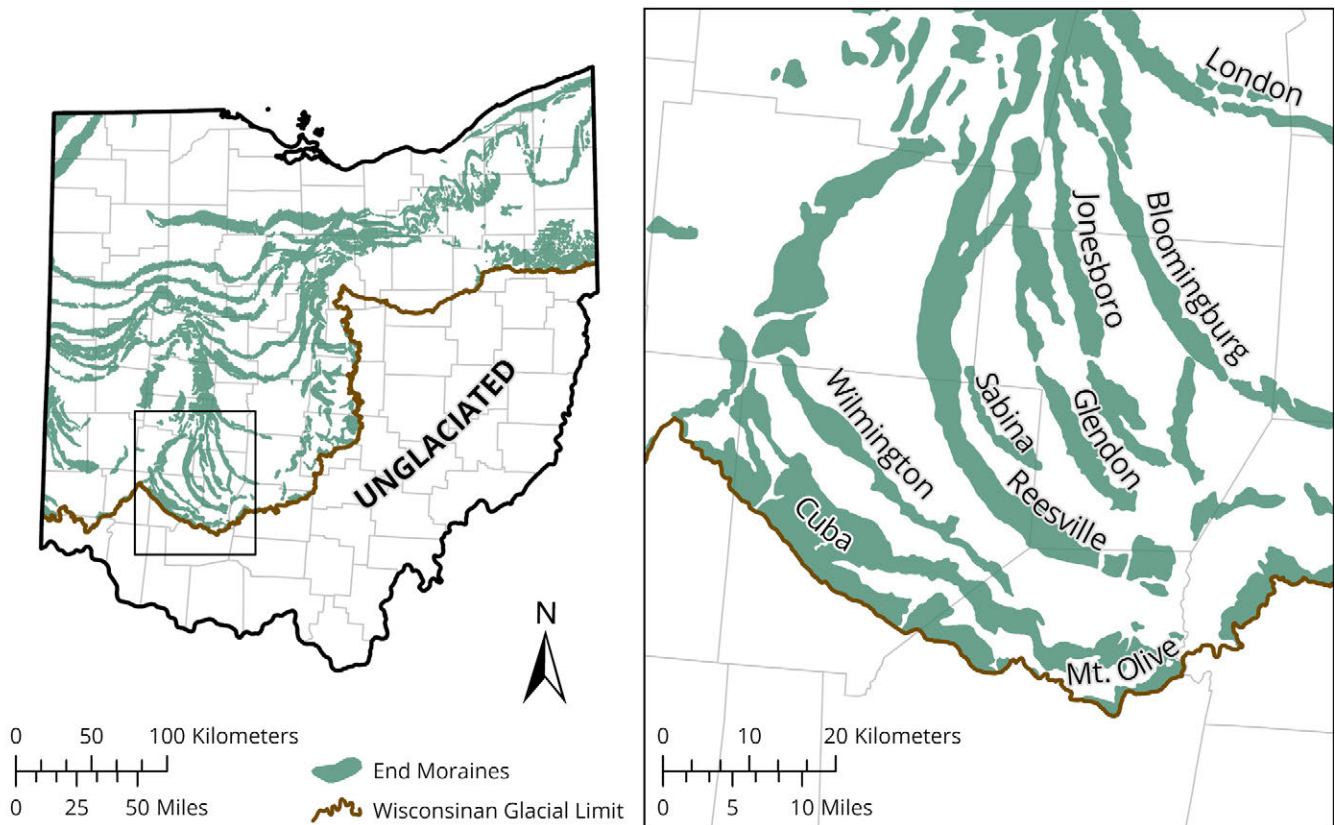 UNGLACIATED
N
0 50 100 Kilometers
0 25 50 Miles
End Moraines
Wisconsinan Glacial Limit
London
Bloomingburg
Jonesboro
Wilmington
Sabina
Glendon
Reesville
Cuba
Mt. Olive
0 10 20 Kilometers
0 5 10 Miles